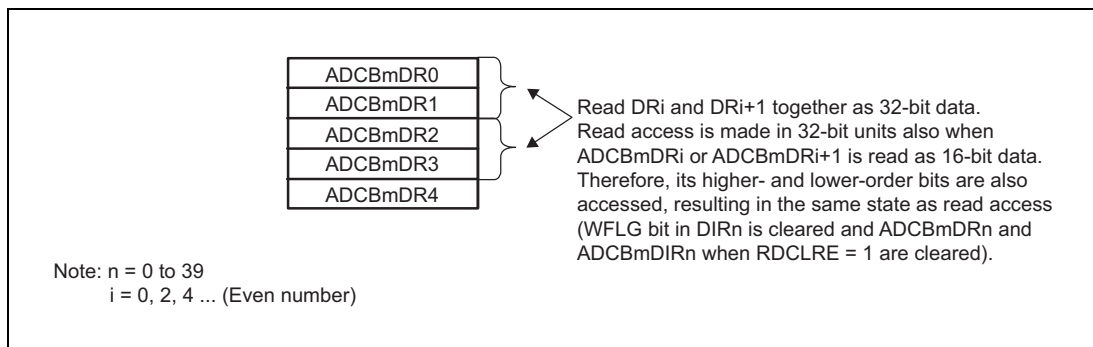 ADCBmDR0
ADCBmDR1
ADCBmDR2
ADCBmDR3
ADCBmDR4
Read DRi and DRi+1 together as 32-bit data.
Read access is made in 32-bit units also when
ADCBmDRi or ADCBmDRi+1 is read as 16-bit data.
Therefore, its higher- and lower-order bits are also
accessed, resulting in the same state as read access
(WFLG bit in DIRn is cleared and ADCBmDRn and
ADCBmDIRn when RDCLRE = 1 are cleared).
Note: n = 0 to 39
i = 0, 2, 4 ... (Even number)